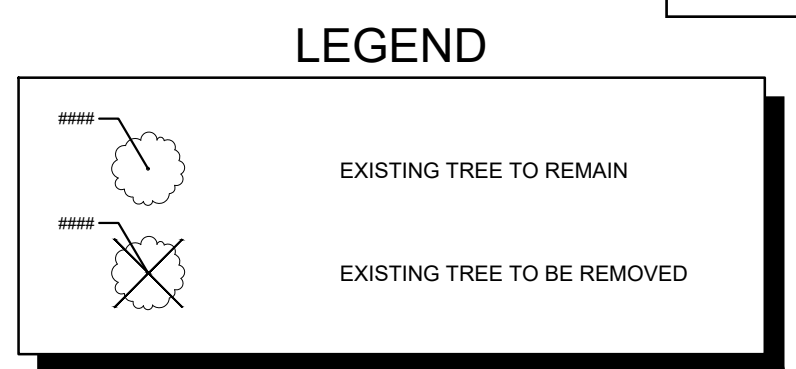 LEGEND
####
EXISTING TREE TO REMAIN
####
EXISTING TREE TO BE REMOVED